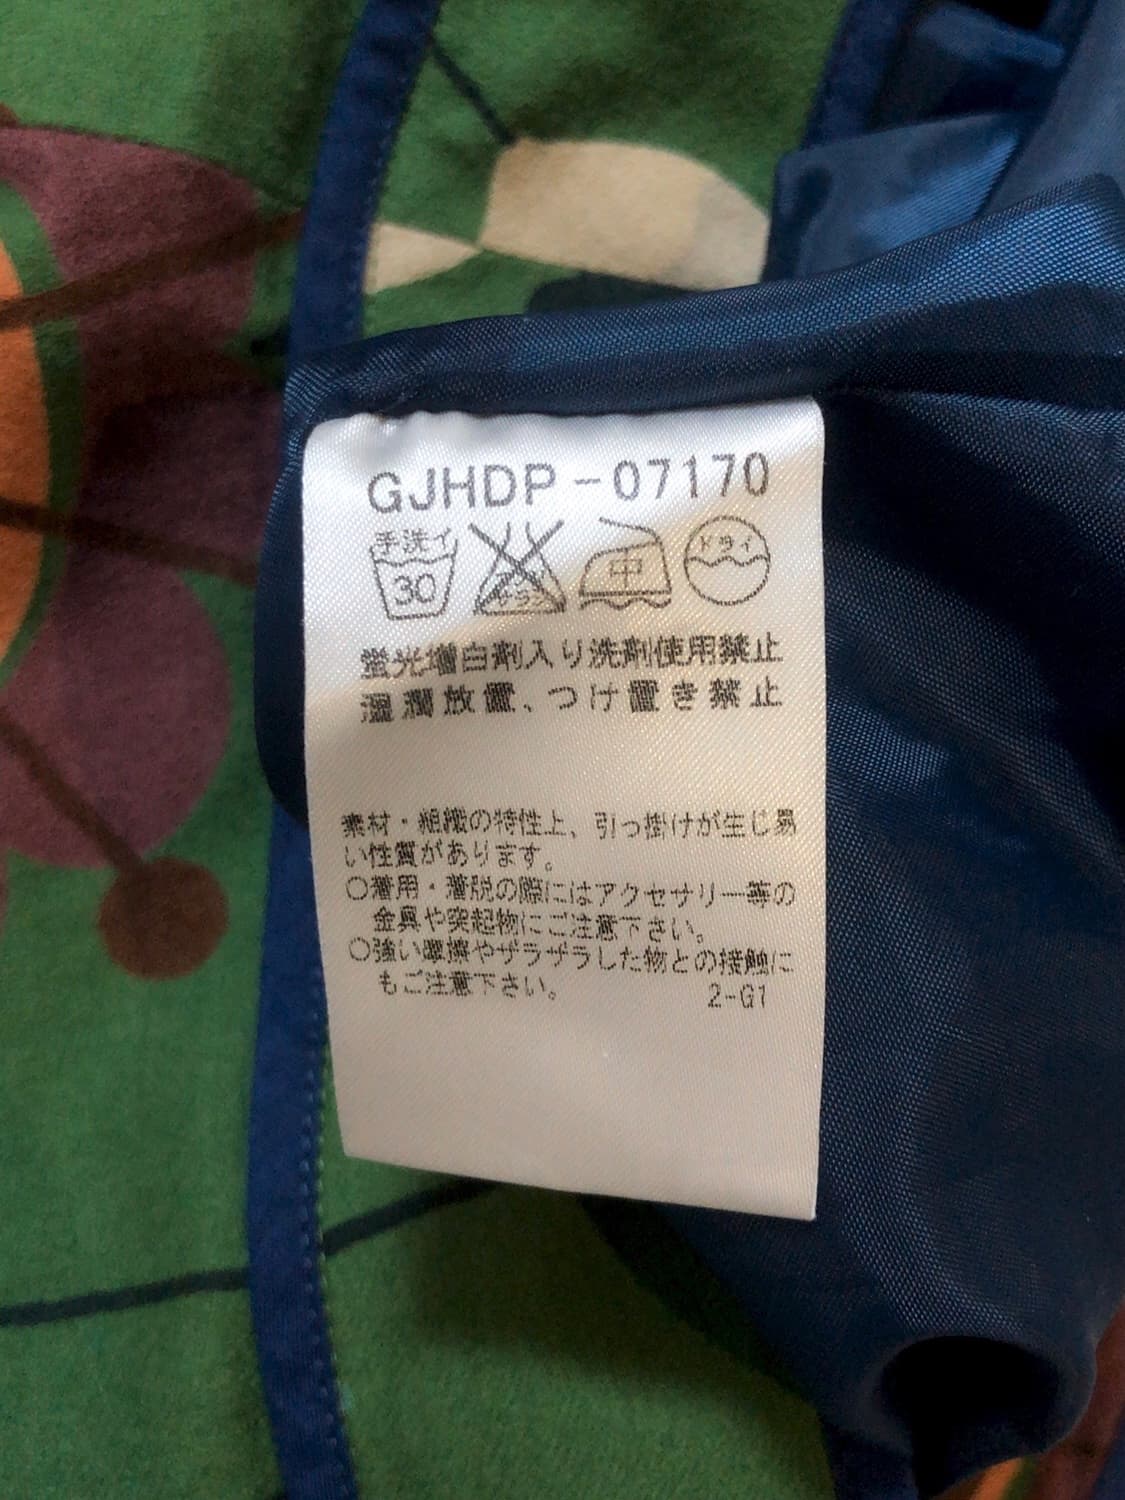 GJHDP-07170
手洗イ
30
中
ドライ
蛍光増白剤入り洗剤使用禁止
湿潤放置、つけ置き禁止
素材・組織の特性上、引っ掛けが生じ易
い性質があります。
○着用・着脱の際にはアクセサリー等の
金具や突起物にご注意下さい。
○強い摩擦やザラザラした物との接触に
もご注意下さい。
2-G1